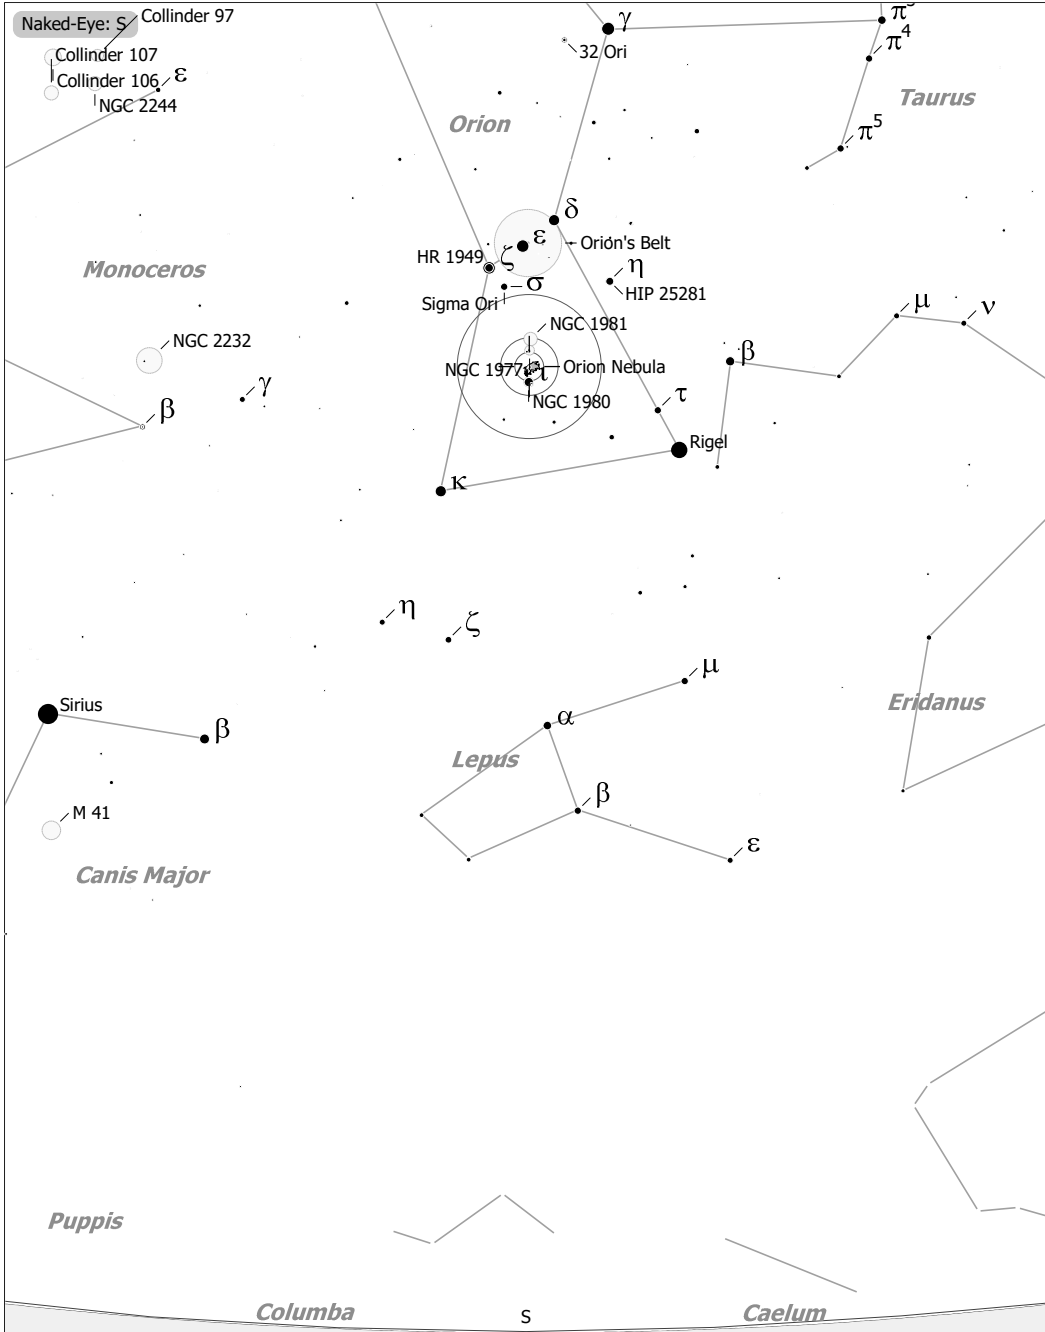 Naked-Eye: S
Collinder 97
γ
π³
32 Ori
π⁴
Collinder 107
Collinder 106
ε
NGC 2244
Taurus
Orion
π⁵
δ
ε
Orion's Belt
HR 1949
ζ
Monoceros
η
σ
HIP 25281
Sigma Ori
μ
ν
NGC 1981
NGC 2232
β
NGC 1977
ι
Orion Nebula
γ
NGC 1980
τ
β
Rigel
κ
η
ζ
μ
Sirius
Eridanus
α
β
Lepus
β
M 41
ε
Canis Major
Puppis
Columba
S
Caelum